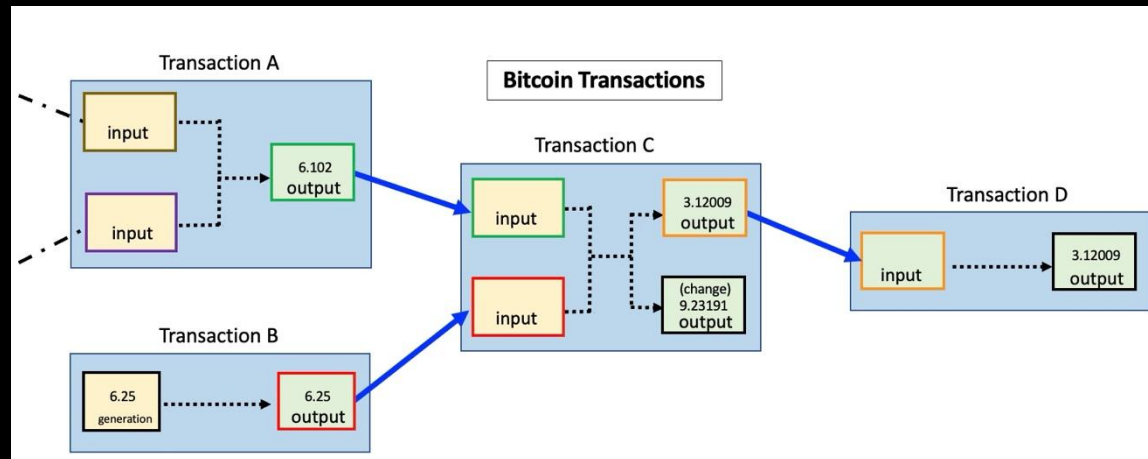 Bitcoin Transactions
Transaction A
input
input
6.102
output
Transaction B
6.25
generation
6.25
output
Transaction C
input
input
3.12009
output
(change)
9.23191
output
Transaction D
input
3.12009
output